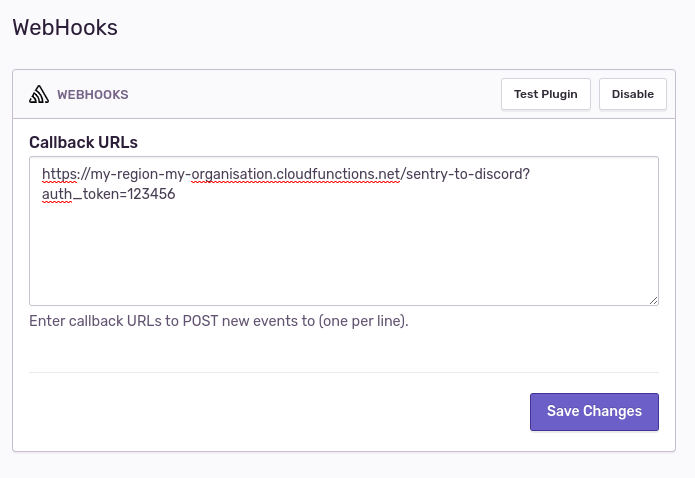 WebHooks
WEBHOOKS
Test Plugin
Disable
Callback URLs
https://my-region-my-organisation.cloudfunctions.net/sentry-to-discord?
auth_token=123456
Enter callback URLs to POST new events to (one per line).
Save Changes